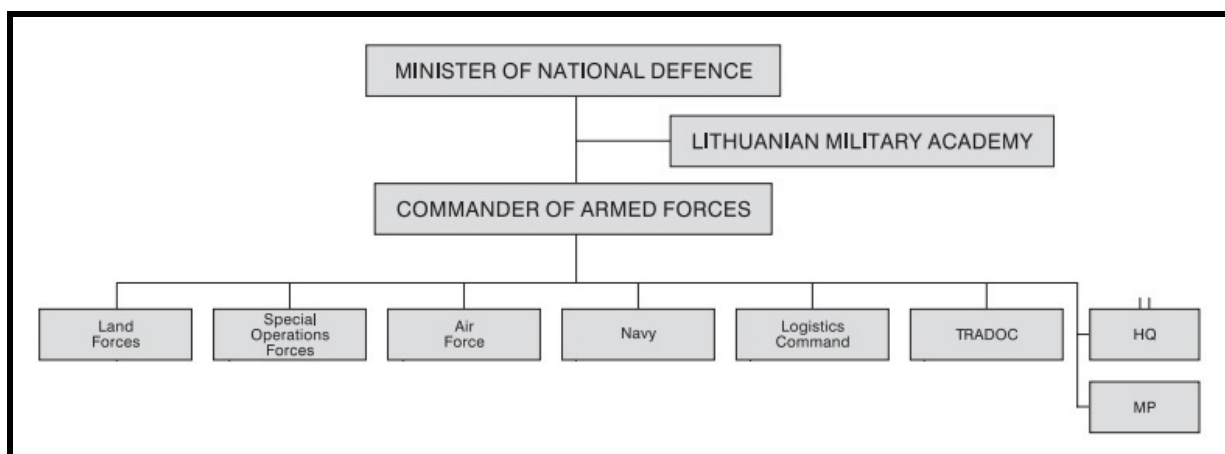 MINISTER OF NATIONAL DEFENCE
LITHUANIAN MILITARY ACADEMY
COMMANDER OF ARMED FORCES
Land
Forces
Special
Operations
Forces
Air
Force
Navy
Logistics
Command
TRADOC
HQ
MP